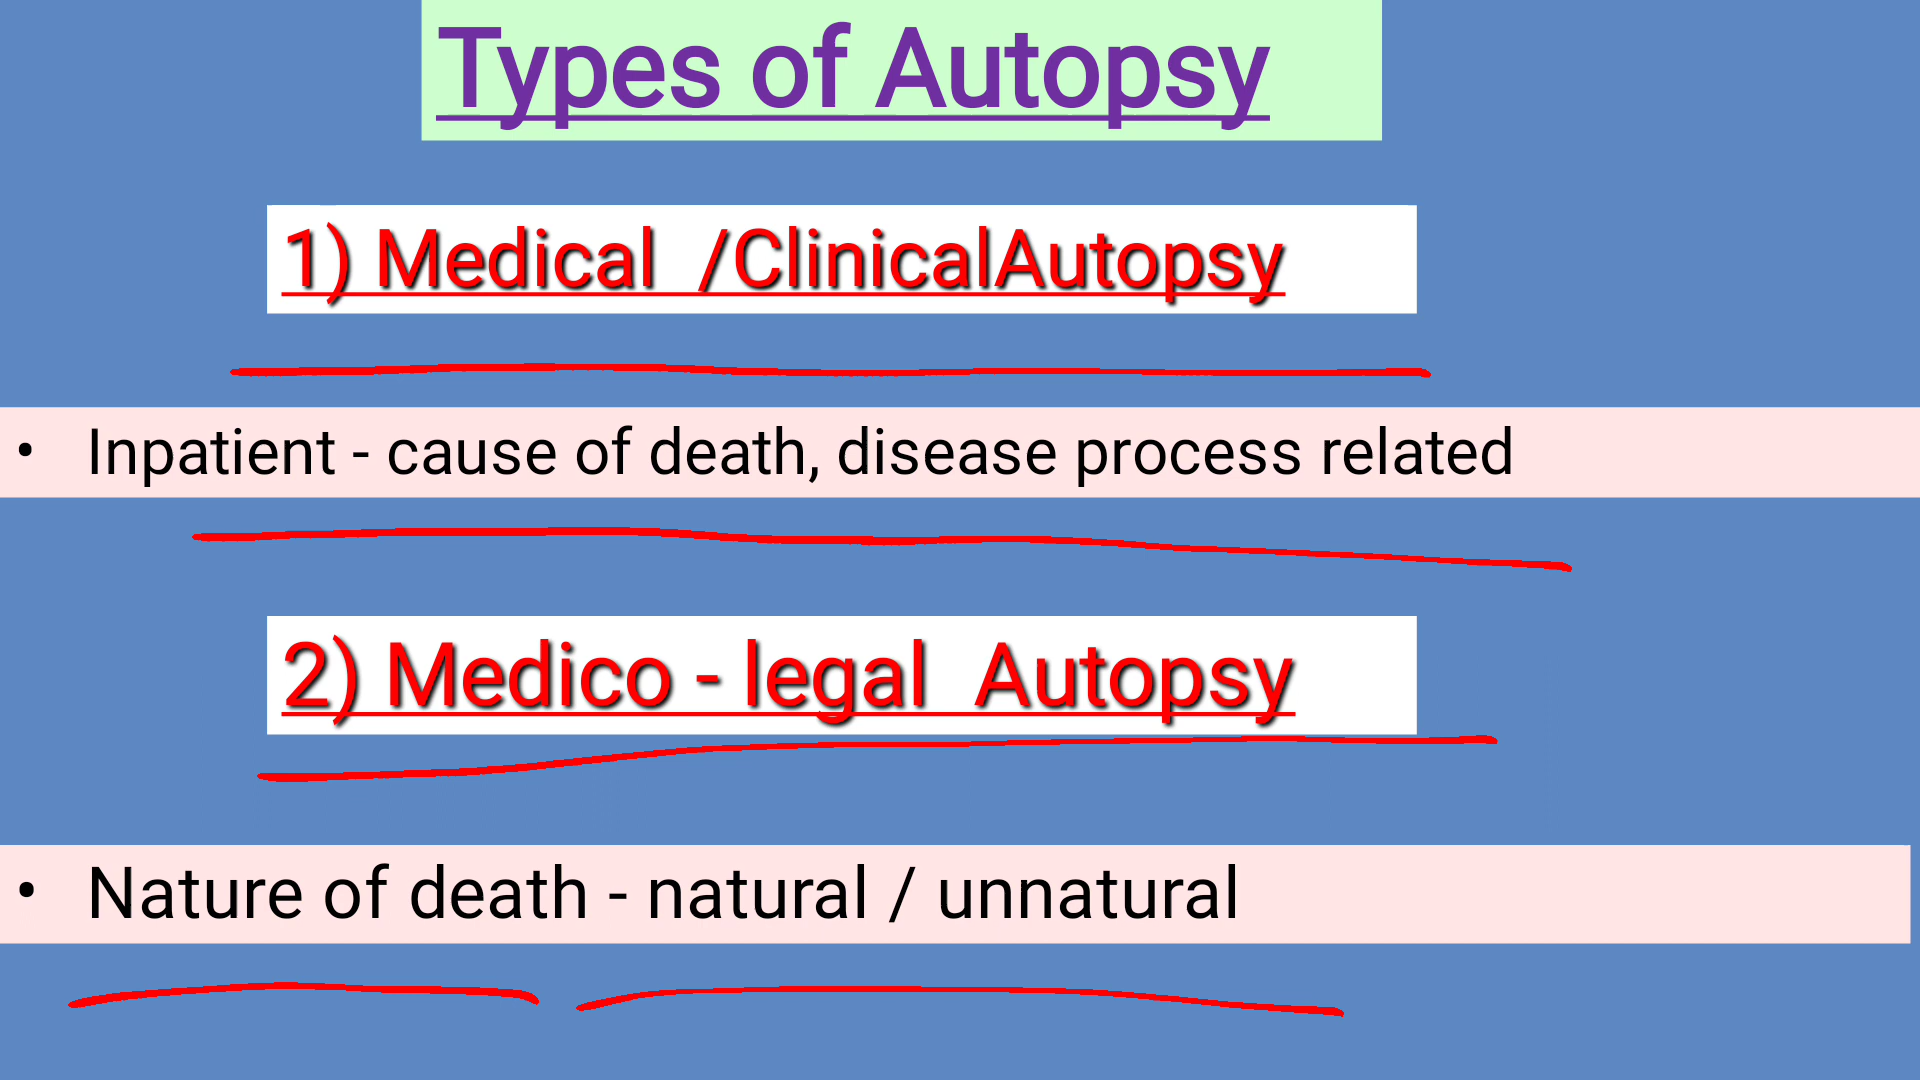 Types of Autopsy
1) Medical /ClinicalAutopsy
• Inpatient - cause of death, disease process related
2) Medico - legal Autopsy
• Nature of death - natural / unnatural